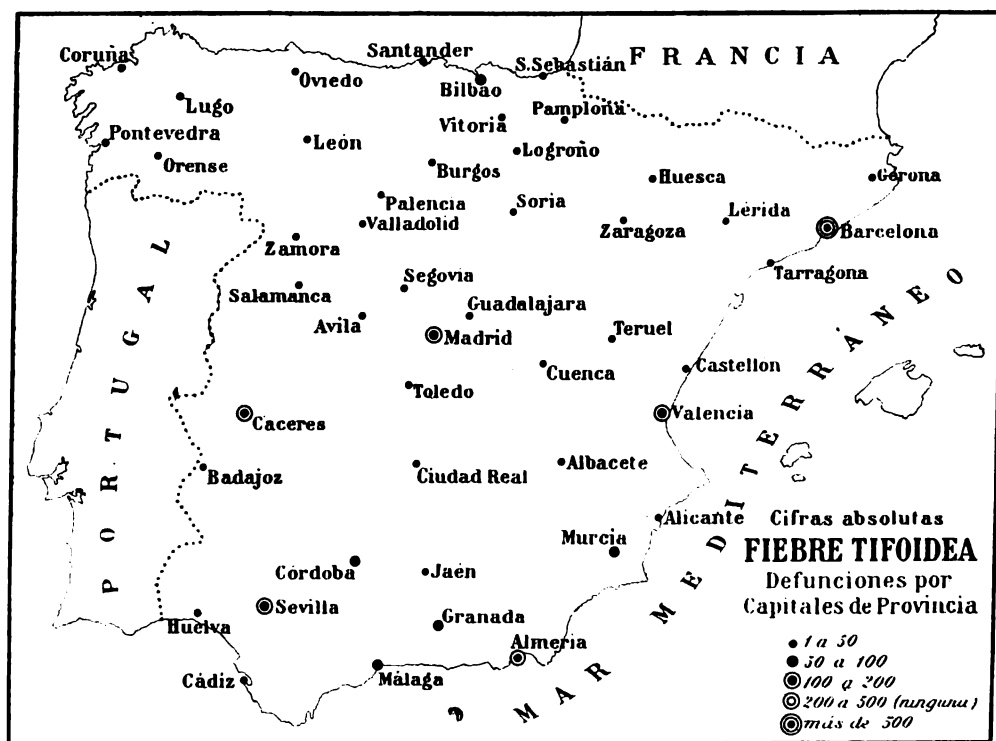 FRANCIA
Coruña
Santander
S.Sebastián
Oviedo
Bilbao
Lugo
Pamplona
Vitoria
Pontevedra
León
Logroño
Orense
Burgos
Huesca
Gerona
Palencia
Soria
Lérida
Valladolid
Zaragoza
Barcelona
Zamora
Tarragona
Segovia
Salamanca
Guadalajara
Avila
Madrid
Teruel
Castellon
Cuenca
Toledo
Caceres
Valencia
PORTUGAL
MAR MEDITERRÁNEO
Badajoz
Ciudad Real
Albacete
Alicante
Murcia
Córdoba
Jaén
Sevilla
Granada
Huelva
Almeria
Cádiz
Málaga
Cifras absolutas
FIEBRE TIFOIDEA
Defunciones por
Capitales de Provincia
1 a 50
50 a 100
100 a 200
200 a 500 (ninguna)
más de 500